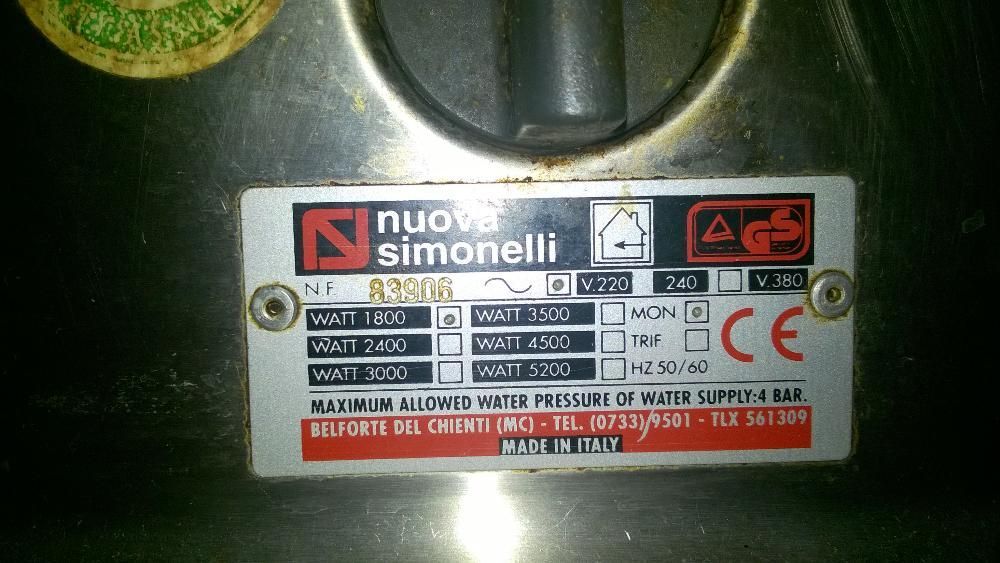 nuova
simonelli
GS
N.F. 83906 V.220 240 V.380
WATT 1800 WATT 3500 MON
WATT 2400 WATT 4500 TRIF
WATT 3000 WATT 5200 HZ 50/60
CE
MAXIMUM ALLOWED WATER PRESSURE OF WATER SUPPLY:4 BAR.
BELFORTE DEL CHIENTI (MC) - TEL. (0733)/9501 - TLX 561309
MADE IN ITALY